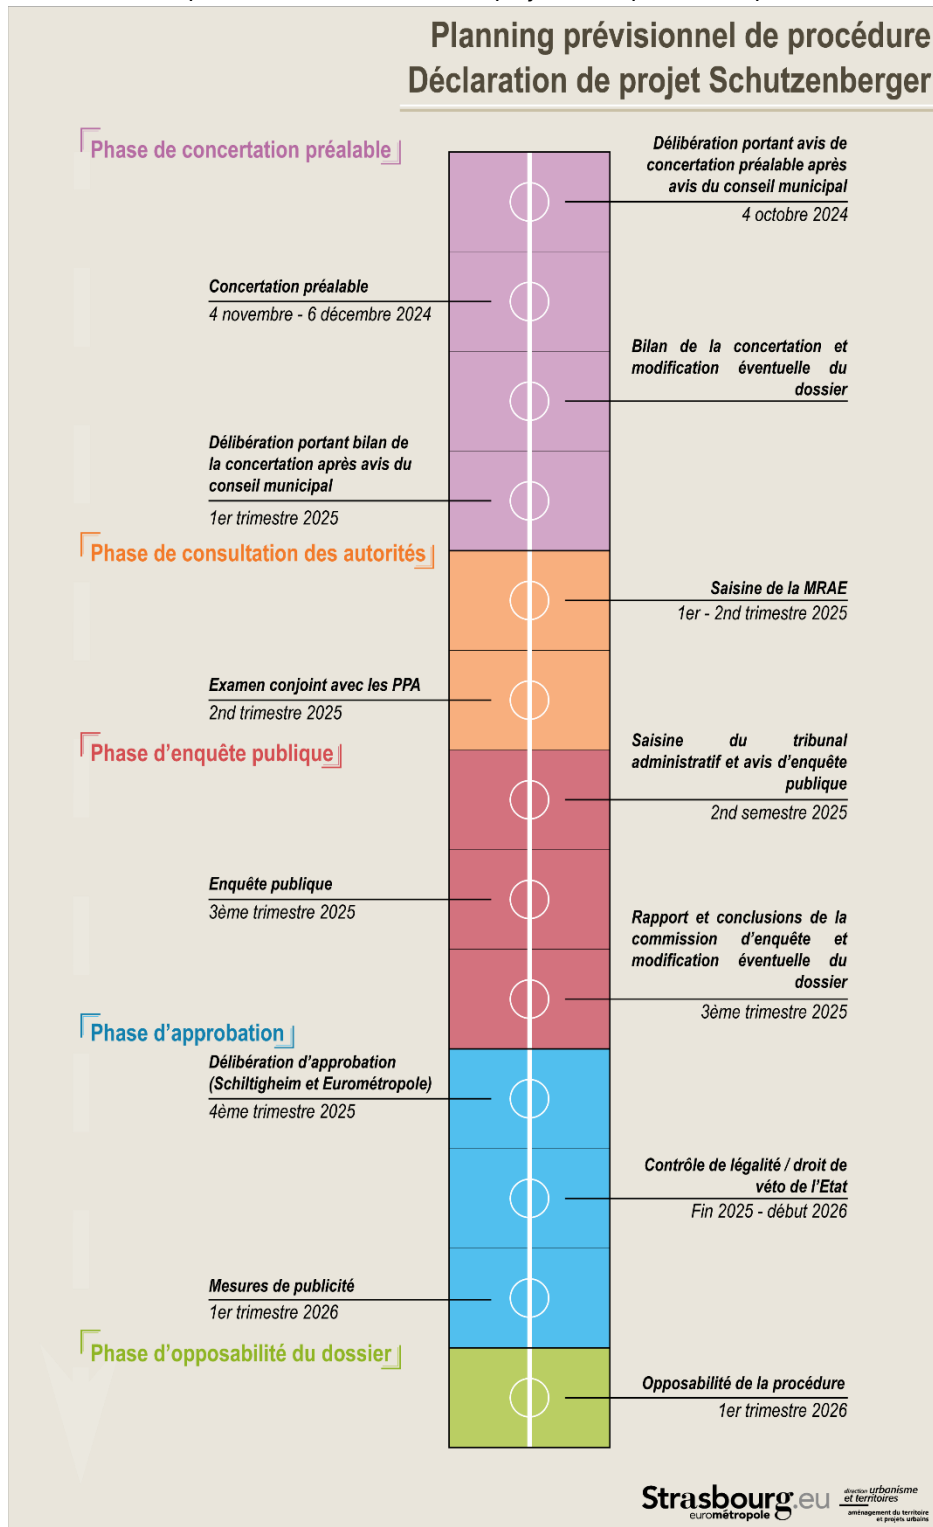 Planning prévisionnel de procédure
Déclaration de projet Schutzenberger
Phase de concertation préalable
Délibération portant avis de
concertation préalable après
avis du conseil municipal
4 octobre 2024
Concertation préalable
4 novembre - 6 décembre 2024
Bilan de la concertation et
modification éventuelle du
dossier
Délibération portant bilan de
la concertation après avis du
conseil municipal
1er trimestre 2025
Phase de consultation des autorités
Saisine de la MRAE
1er - 2nd trimestre 2025
Examen conjoint avec les PPA
2nd trimestre 2025
Phase d'enquête publique
Saisine du tribunal
administratif et avis d'enquête
publique
2nd semestre 2025
Enquête publique
3ème trimestre 2025
Rapport et conclusions de la
commission d'enquête et
modification éventuelle du
dossier
3ème trimestre 2025
Phase d'approbation
Délibération d'approbation
(Schiltigheim et Eurométropole)
4ème trimestre 2025
Contrôle de légalité / droit de
véto de l'Etat
Fin 2025 - début 2026
Mesures de publicité
1er trimestre 2026
Phase d'opposabilité du dossier
Opposabilité de la procédure
1er trimestre 2026
Strasbourg.eu
eurométropole
direction urbanisme
et territoires
aménagement du territoire
et projets urbains